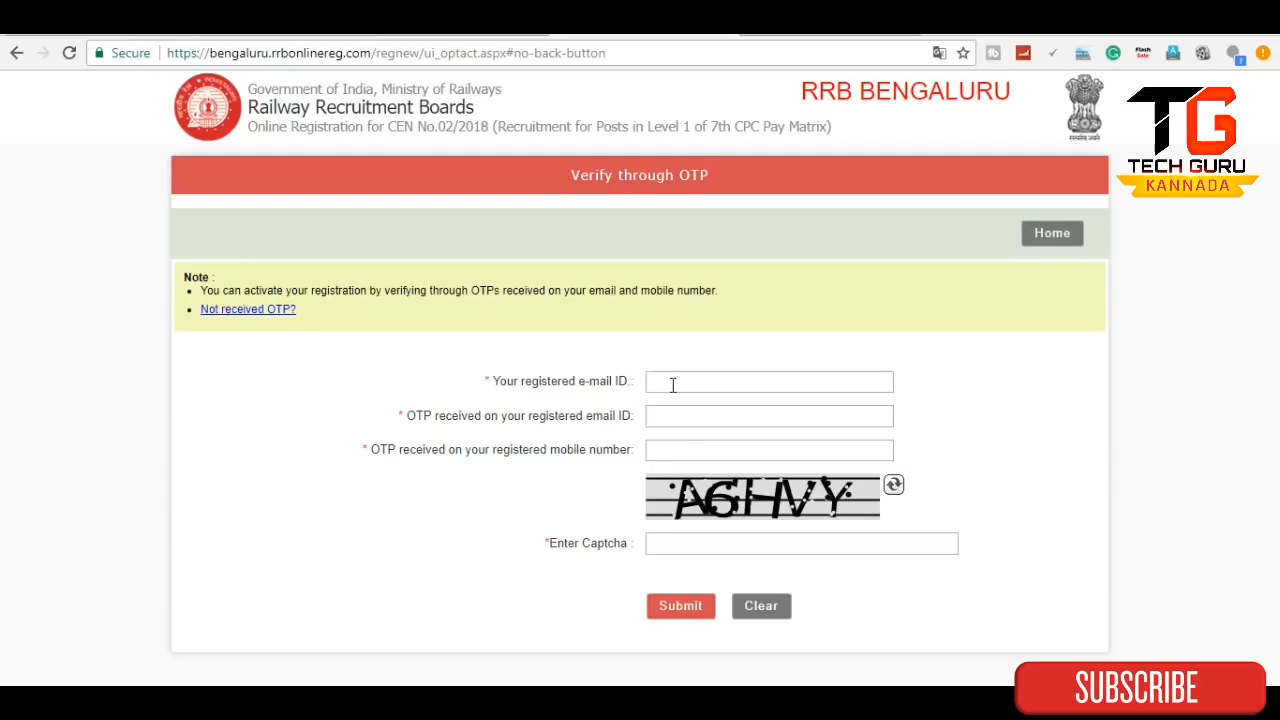 Secure https://bengaluru.rrbonlinereg.com/regnew/ui_optact.aspx#no-back-button
Government of India, Ministry of Railways
Railway Recruitment Boards
Online Registration for CEN No.02/2018 (Recruitment for Posts in Level 1 of 7th CPC Pay Matrix)
RRB BENGALURU
सत्यमेव जयते
TG
TECH GURU
KANNADA
Verify through OTP
Home
Note :
You can activate your registration by verifying through OTPs received on your email and mobile number.
Not received OTP?
* Your registered e-mail ID.:
* OTP received on your registered email ID:
* OTP received on your registered mobile number:
A6HVY
*Enter Captcha :
Submit Clear
SUBSCRIBE